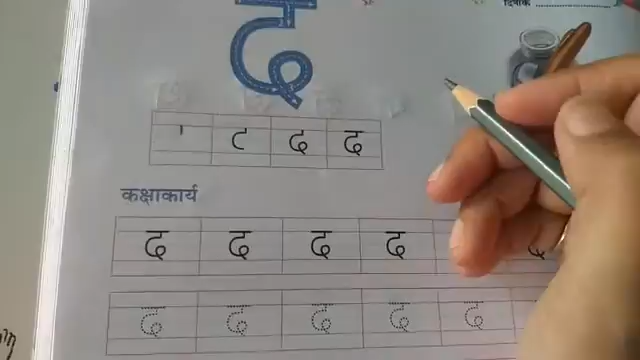 दिनांक
द
। ट द द
कक्षाकार्य
द द द द द
द द द द द